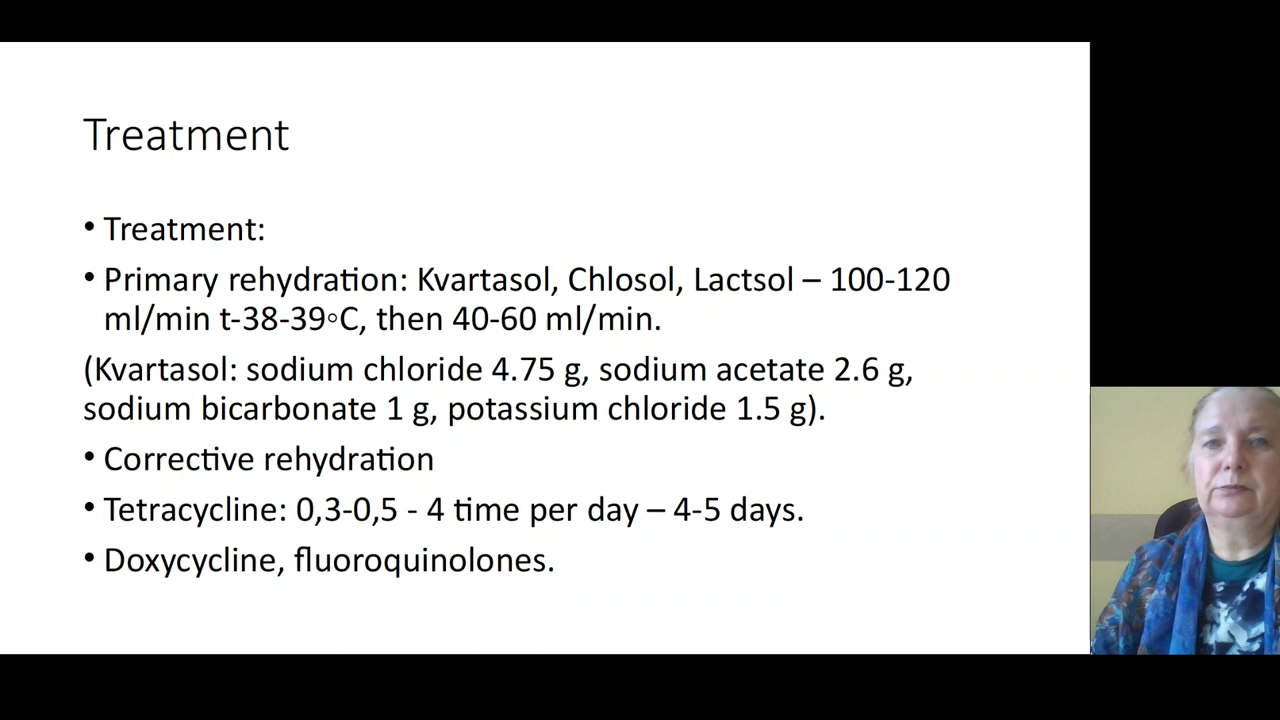 Treatment
• Treatment:
• Primary rehydration: Kvartasol, Chlosol, Lactsol – 100-120
ml/min t-38-39◦C, then 40-60 ml/min.
(Kvartasol: sodium chloride 4.75 g, sodium acetate 2.6 g,
sodium bicarbonate 1 g, potassium chloride 1.5 g).
• Corrective rehydration
• Tetracycline: 0,3-0,5 - 4 time per day – 4-5 days.
• Doxycycline, fluoroquinolones.